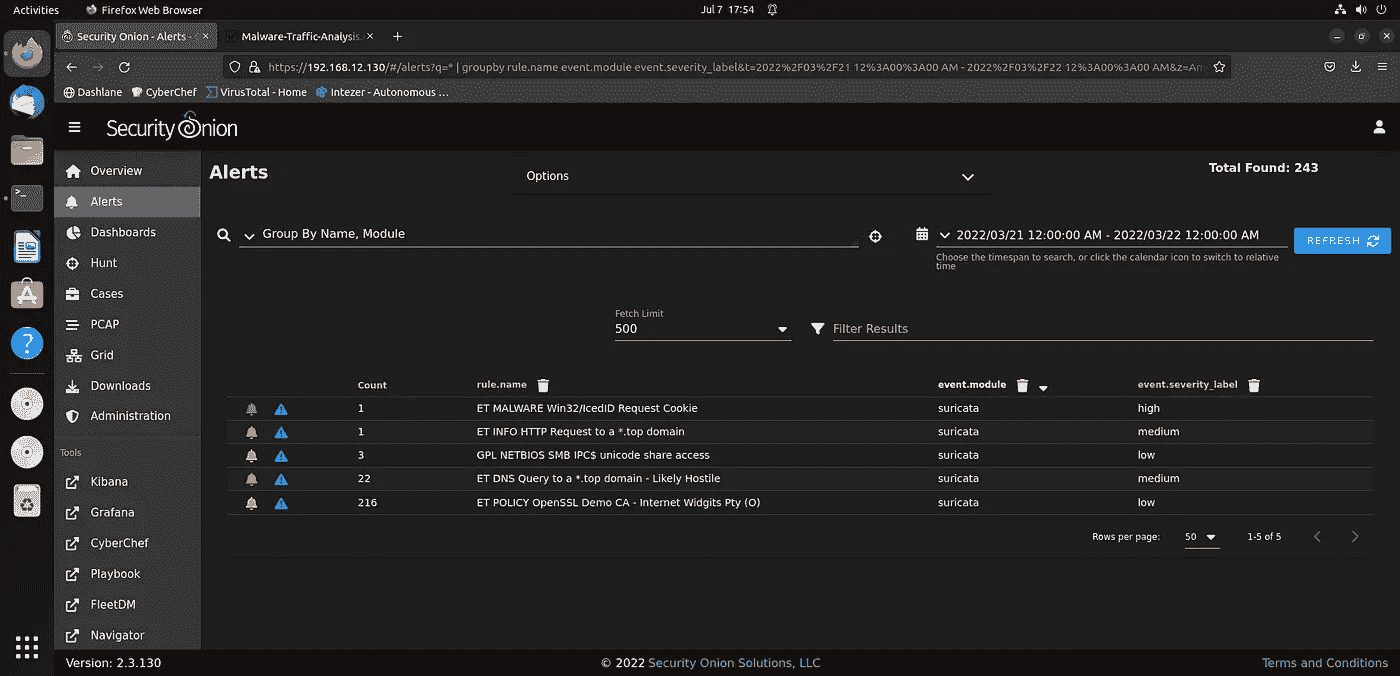 Activities Firefox Web Browser Jul 7 17:54
Security Onion - Alerts - Malware-Traffic-Analysis.
https://192.168.12.130/#/alerts?q=* | groupby rule.name event.module event.severity_label&t=2022%2F03%2F21 12%3A00%3A00 AM - 2022%2F03%2F22 12%3A00%3A00 AM&z=Am
Dashlane CyberChef VirusTotal - Home Intezer - Autonomous ...
Security Onion
Overview
Alerts
Dashboards
Hunt
Cases
PCAP
Grid
Downloads
Administration
Tools
Kibana
Grafana
CyberChef
Playbook
FleetDM
Navigator
Version: 2.3.130
Alerts Options Total Found: 243
Group By Name, Module 2022/03/21 12:00:00 AM - 2022/03/22 12:00:00 AM REFRESH
Choose the timespan to search, or click the calendar icon to switch to relative
time
Fetch Limit
500 Filter Results
Count rule.name event.module event.severity_label
1 ET MALWARE Win32/IcedID Request Cookie suricata high
1 ET INFO HTTP Request to a *.top domain suricata medium
3 GPL NETBIOS SMB IPC$ unicode share access suricata low
22 ET DNS Query to a *.top domain - Likely Hostile suricata medium
216 ET POLICY OpenSSL Demo CA - Internet Widgits Pty (O) suricata low
Rows per page: 50 1-5 of 5
© 2022 Security Onion Solutions, LLC Terms and Conditions